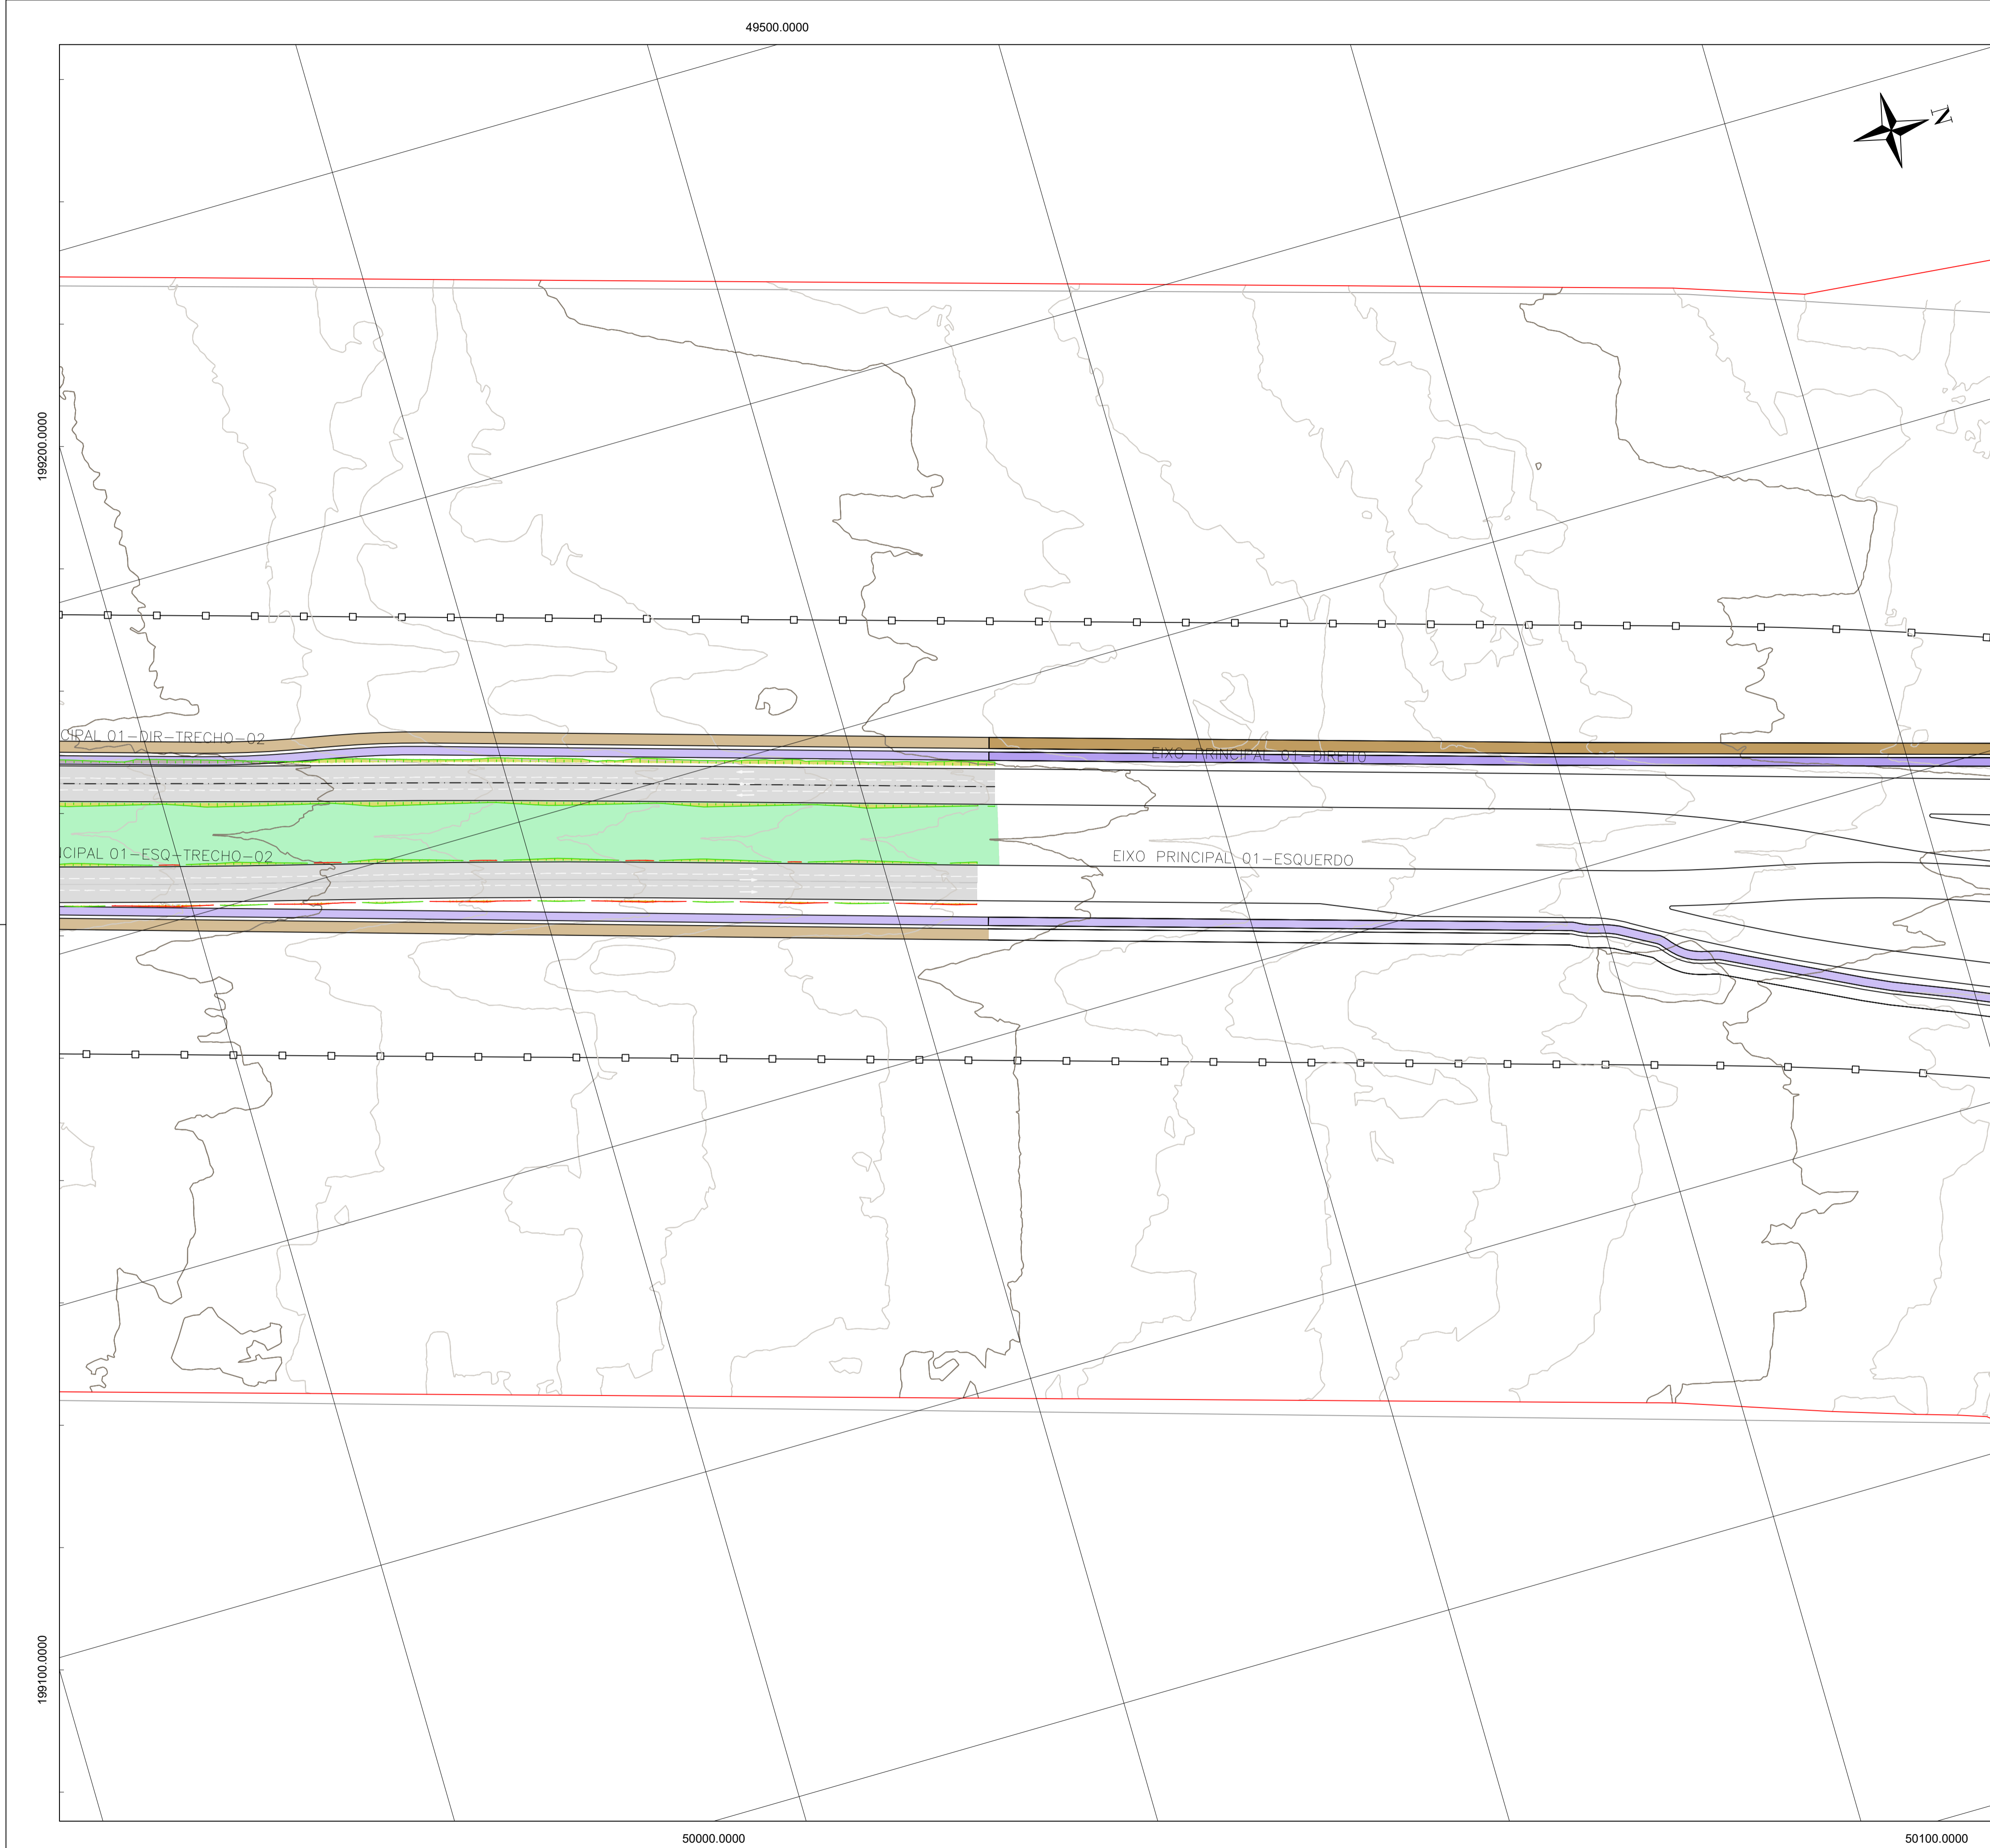 49500.0000
N
199200.0000
CIPAL 01-DIR-TRECHO-02
EIXO PRINCIPAL 01-DIREITO
ICIPAL 01-ESQ-TRECHO-02
EIXO PRINCIPAL 01-ESQUERDO
199100.0000
50000.0000
50100.0000